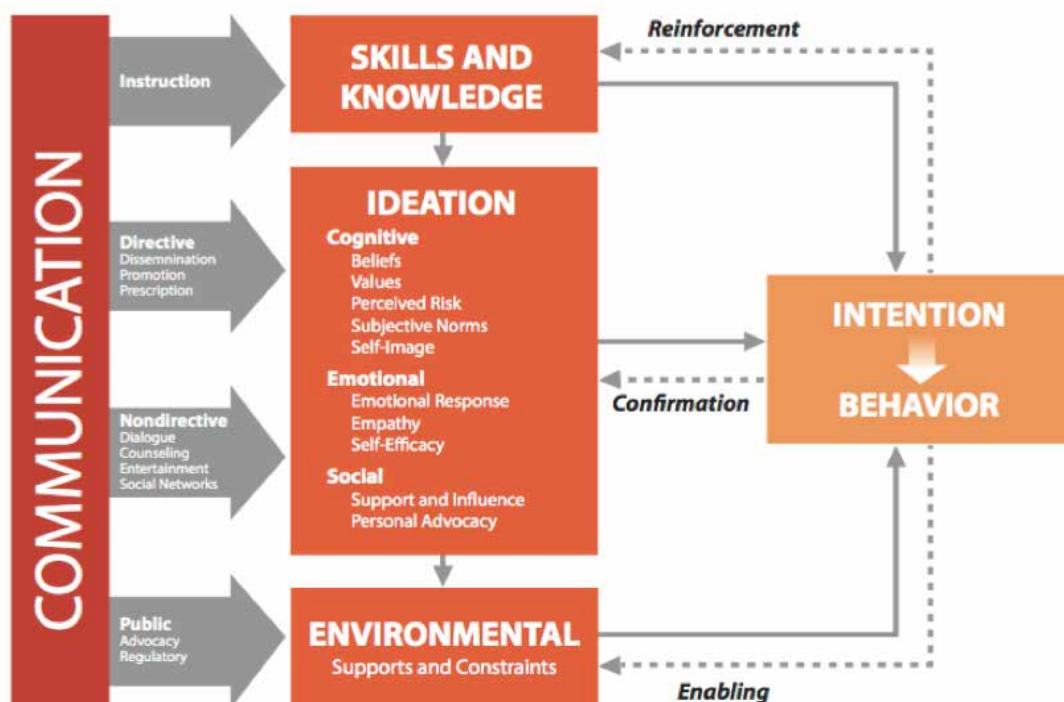 COMMUNICATION
Instruction
Directive
Dissemnination
Promotion
Prescription
Nondirective
Dialogue
Counseling
Entertainment
Social Networks
Public
Advocacy
Regulatory
SKILLS AND
KNOWLEDGE
IDEATION
Cognitive
Beliefs
Values
Perceived Risk
Subjective Norms
Self-Image
Emotional
Emotional Response
Empathy
Self-Efficacy
Social
Support and Influence
Personal Advocacy
ENVIRONMENTAL
Supports and Constraints
Reinforcement
Confirmation
Enabling
INTENTION
BEHAVIOR